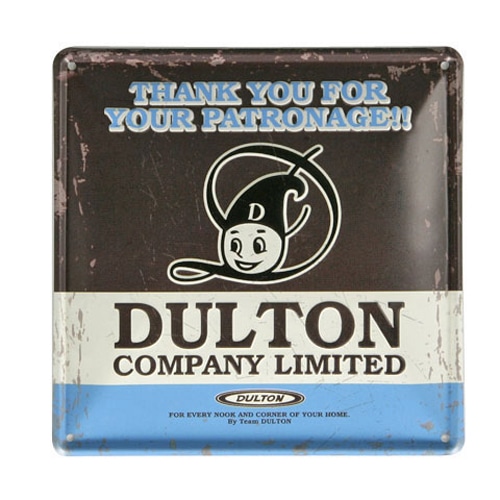 THANK YOU FOR
YOUR PATRONAGE!!
D
DULTON
COMPANY LIMITED
DULTON
FOR EVERY NOOK AND CORNER OF YOUR HOME.
By Team DULTON